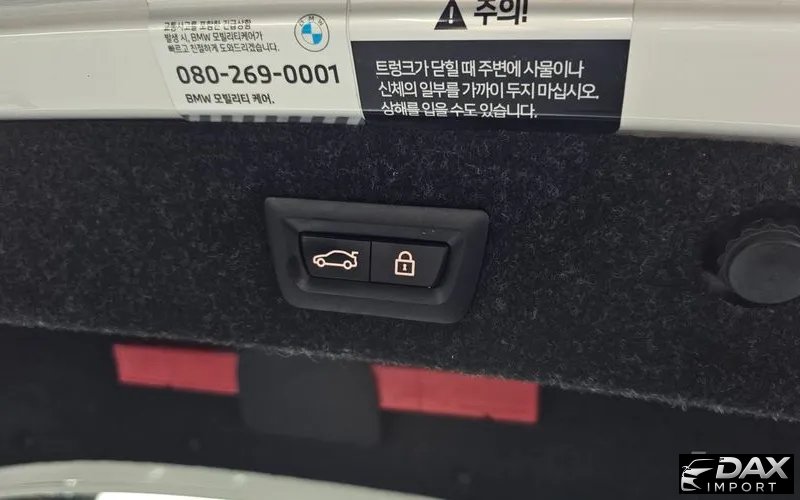 교통사고를 포함한 긴급상황
발생 시, BMW 모빌리티케어가
빠르고 친절하게 도와드리겠습니다.
BMW
080-269-0001
BMW 모빌리티 케어.
주의!
트렁크가 닫힐 때 주변에 사물이나
신체의 일부를 가까이 두지 마십시오.
상해를 입을 수도 있습니다.
DAX
IMPORT